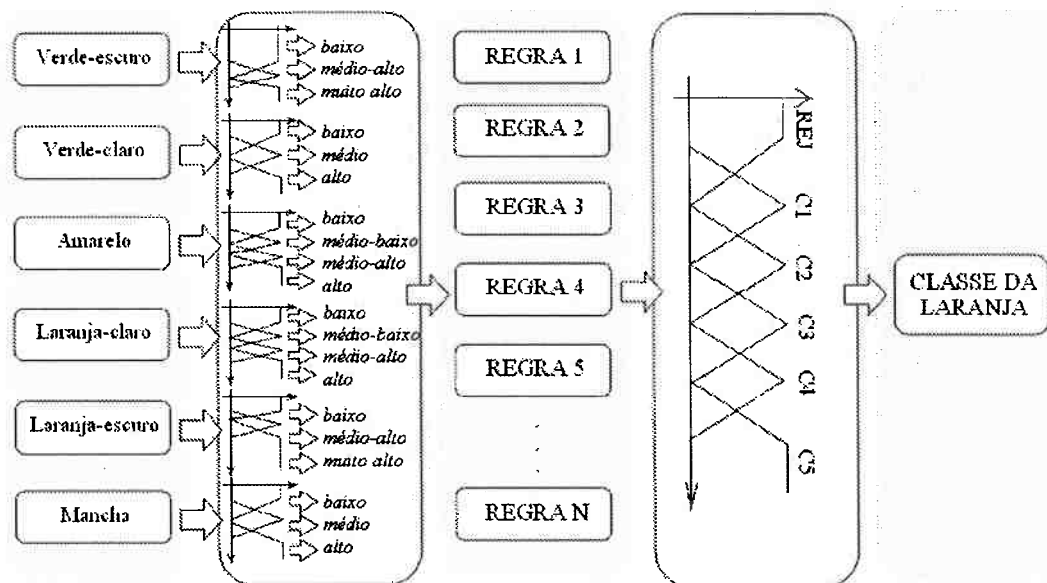 Verde-escuro
Verde-claro
Amarelo
Laranja-claro
Laranja-escuro
Mancha
baixo
médio-alto
muito alto
baixo
médio
alto
baixo
médio-baixo
médio-alto
alto
baixo
médio-baixo
médio-alto
alto
baixo
médio-alto
muito alto
baixo
médio
alto
REGRA 1
REGRA 2
REGRA 3
REGRA 4
REGRA 5
REGRA N
REJ
C1
C2
C3
C4
C5
CLASSE DA
LARANJA